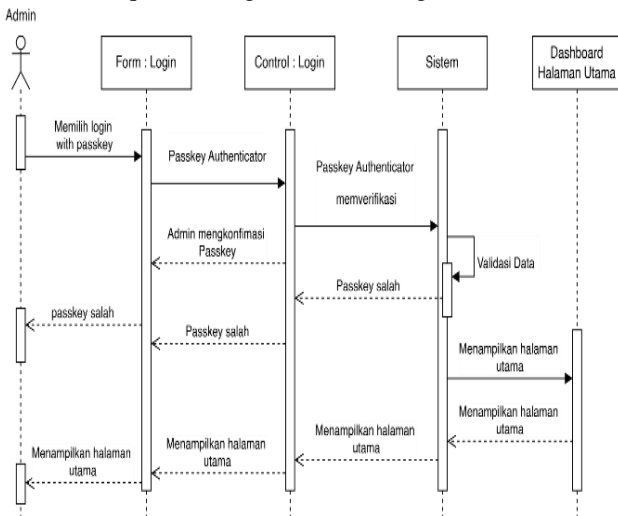 Admin
Form : Login
Control : Login
Sistem
Dashboard
Halaman Utama
Memilih login
with passkey
Passkey Authenticator
Passkey Authenticator
memverifikasi
Admin mengkonfimasi
Passkey
Validasi Data
Passkey salah
passkey salah
Passkey salah
Menampilkan halaman
utama
Menampilkan halaman
utama
Menampilkan halaman
utama
Menampilkan halaman
utama
Menampilkan halaman
utama